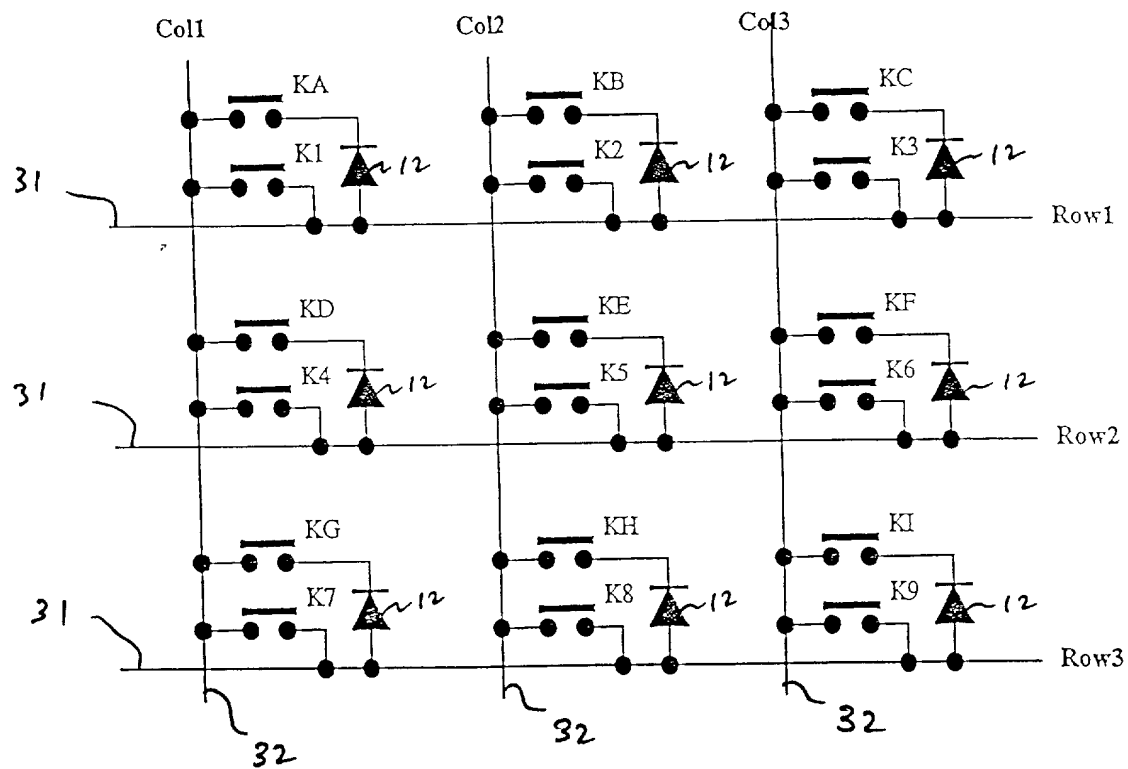 Col1 Col2 Col3
KA KB KC
K1 12 K2 12 K3 12
31
Row1
KD KE KF
K4 12 K5 12 K6 12
31
Row2
KG KH KI
K7 12 K8 12 K9 12
31
Row3
32 32 32